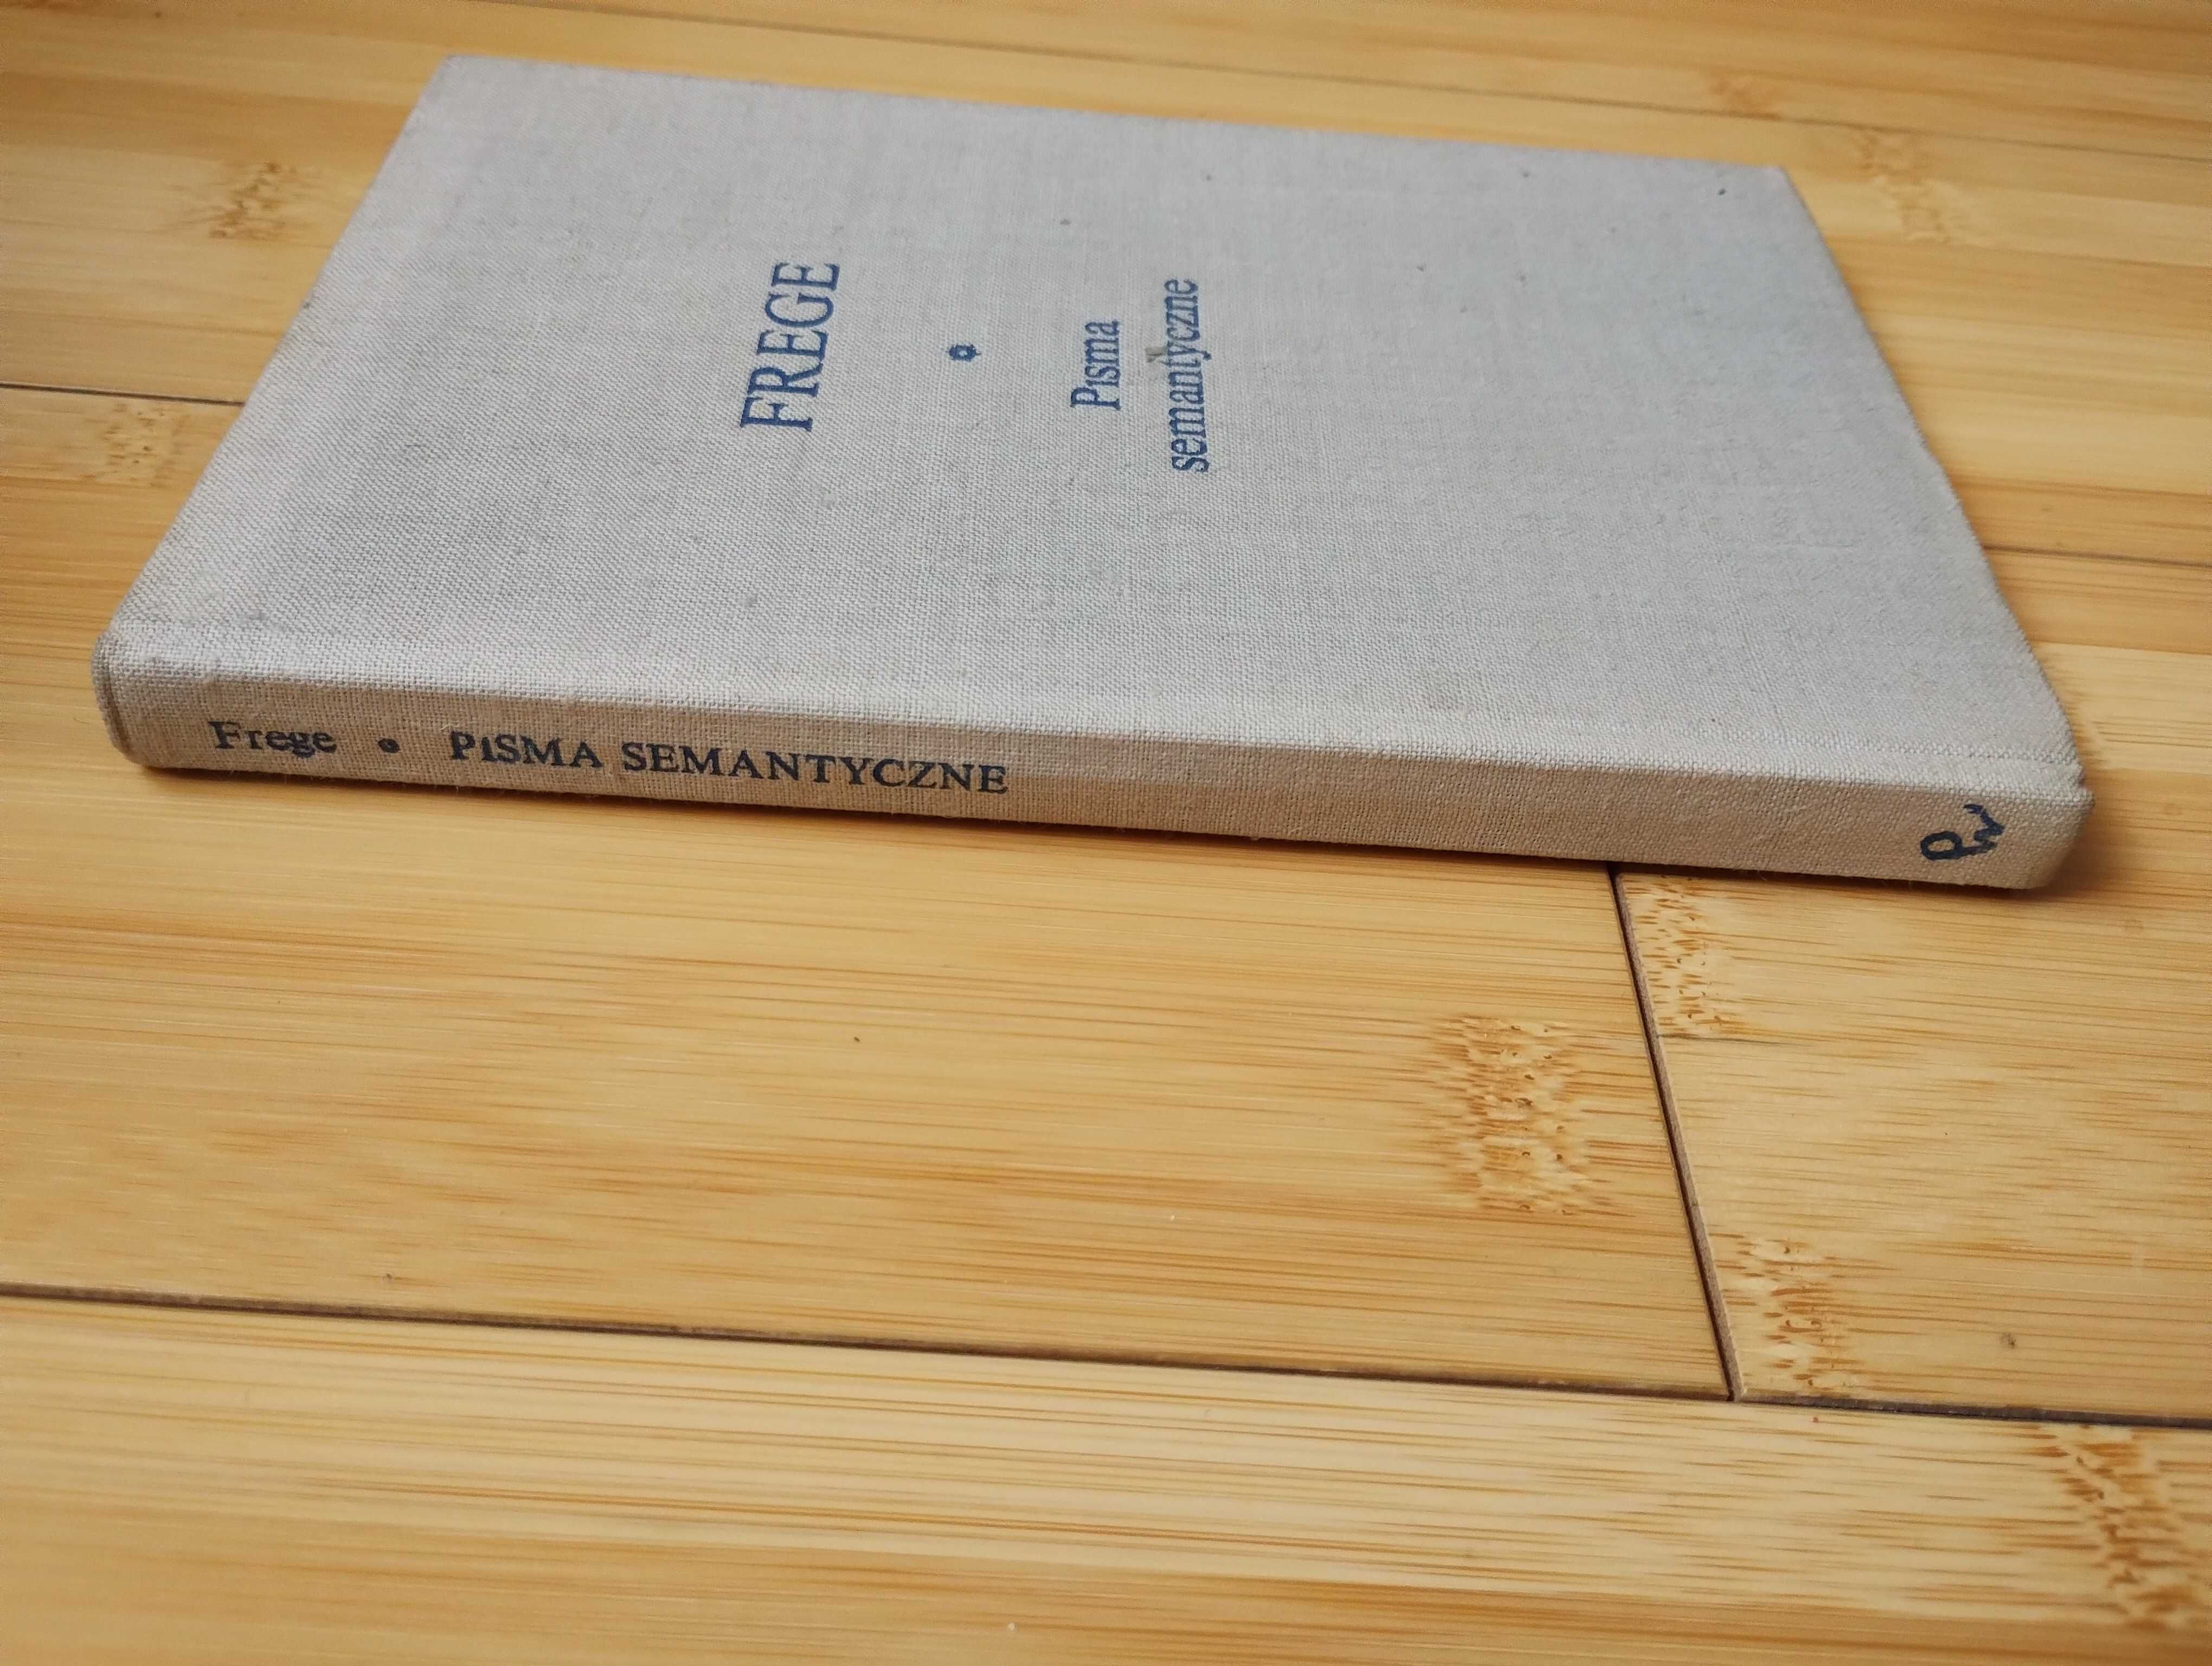 FREGE
Pisma
semantyczne
Frege • PISMA SEMANTYCZNE